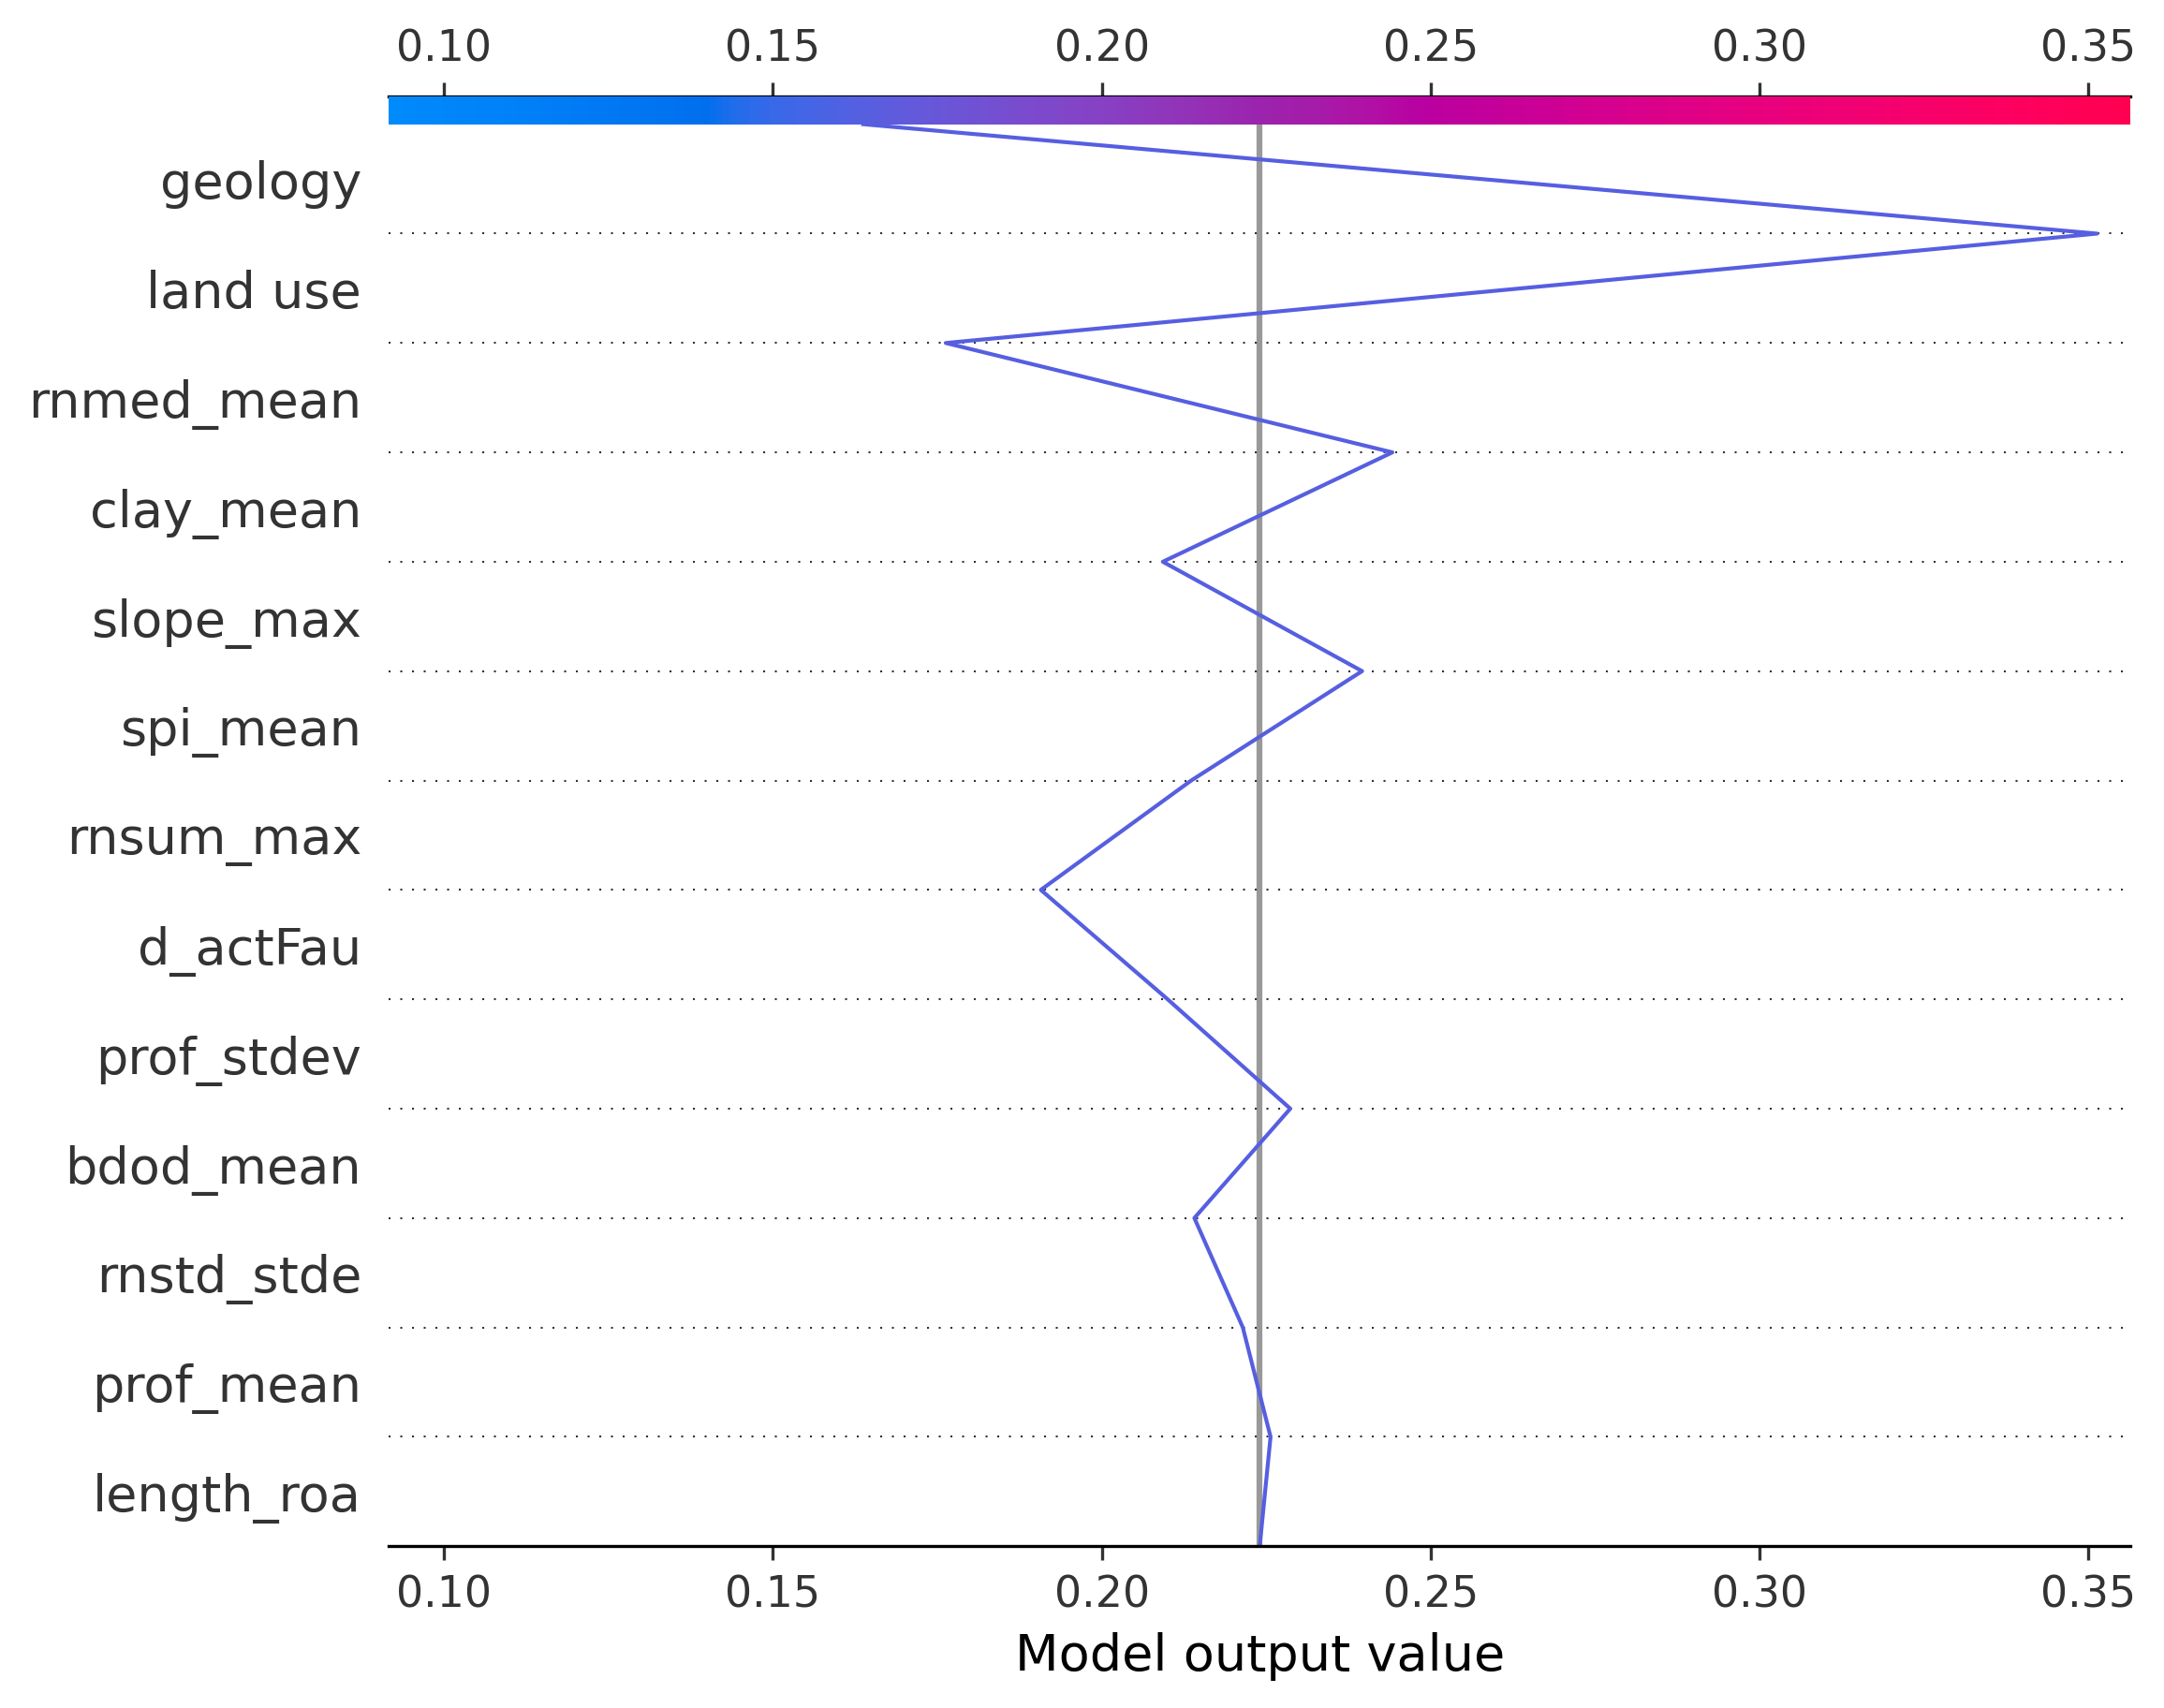 0.10 0.15 0.20 0.25 0.30 0.35
geology
land use
rnmed_mean
clay_mean
slope_max
spi_mean
rnsum_max
d_actFau
prof_stdev
bdod_mean
rnstd_stde
prof_mean
length_roa
0.10 0.15 0.20 0.25 0.30 0.35
Model output value